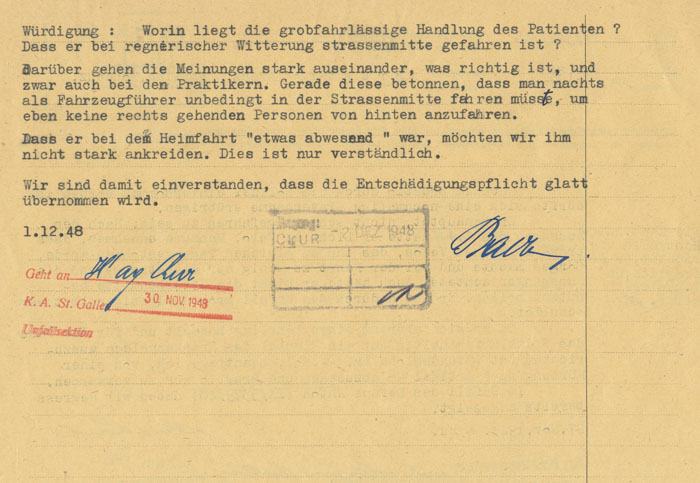 Würdigung :   Worin liegt die grobfahrlässige Handlung des Patienten ?
Dass er bei regnerischer Witterung strassenmitte gefahren ist ?
Darüber gehen die Meinungen stark auseinander, was richtig ist, und
zwar auch bei den Praktikern. Gerade diese betonnen, dass man nachts
als Fahrzeugführer unbedingt in der Strassenmitte fahren müsst, um
eben keine rechts gehenden Personen von hinten anzufahren.
Dass er bei dem Heimfahrt "etwas abwesend " war, möchten wir ihm
nicht stark ankreiden. Dies ist nur verständlich.
Wir sind damit einverstanden, dass die Entschädigungspflicht glatt
übernommen wird.
1.12.48
CHUR -2 DEZ 1948
Geht an Chur
K. A. St. Gallen 30. NOV. 1948
Unfallsektion